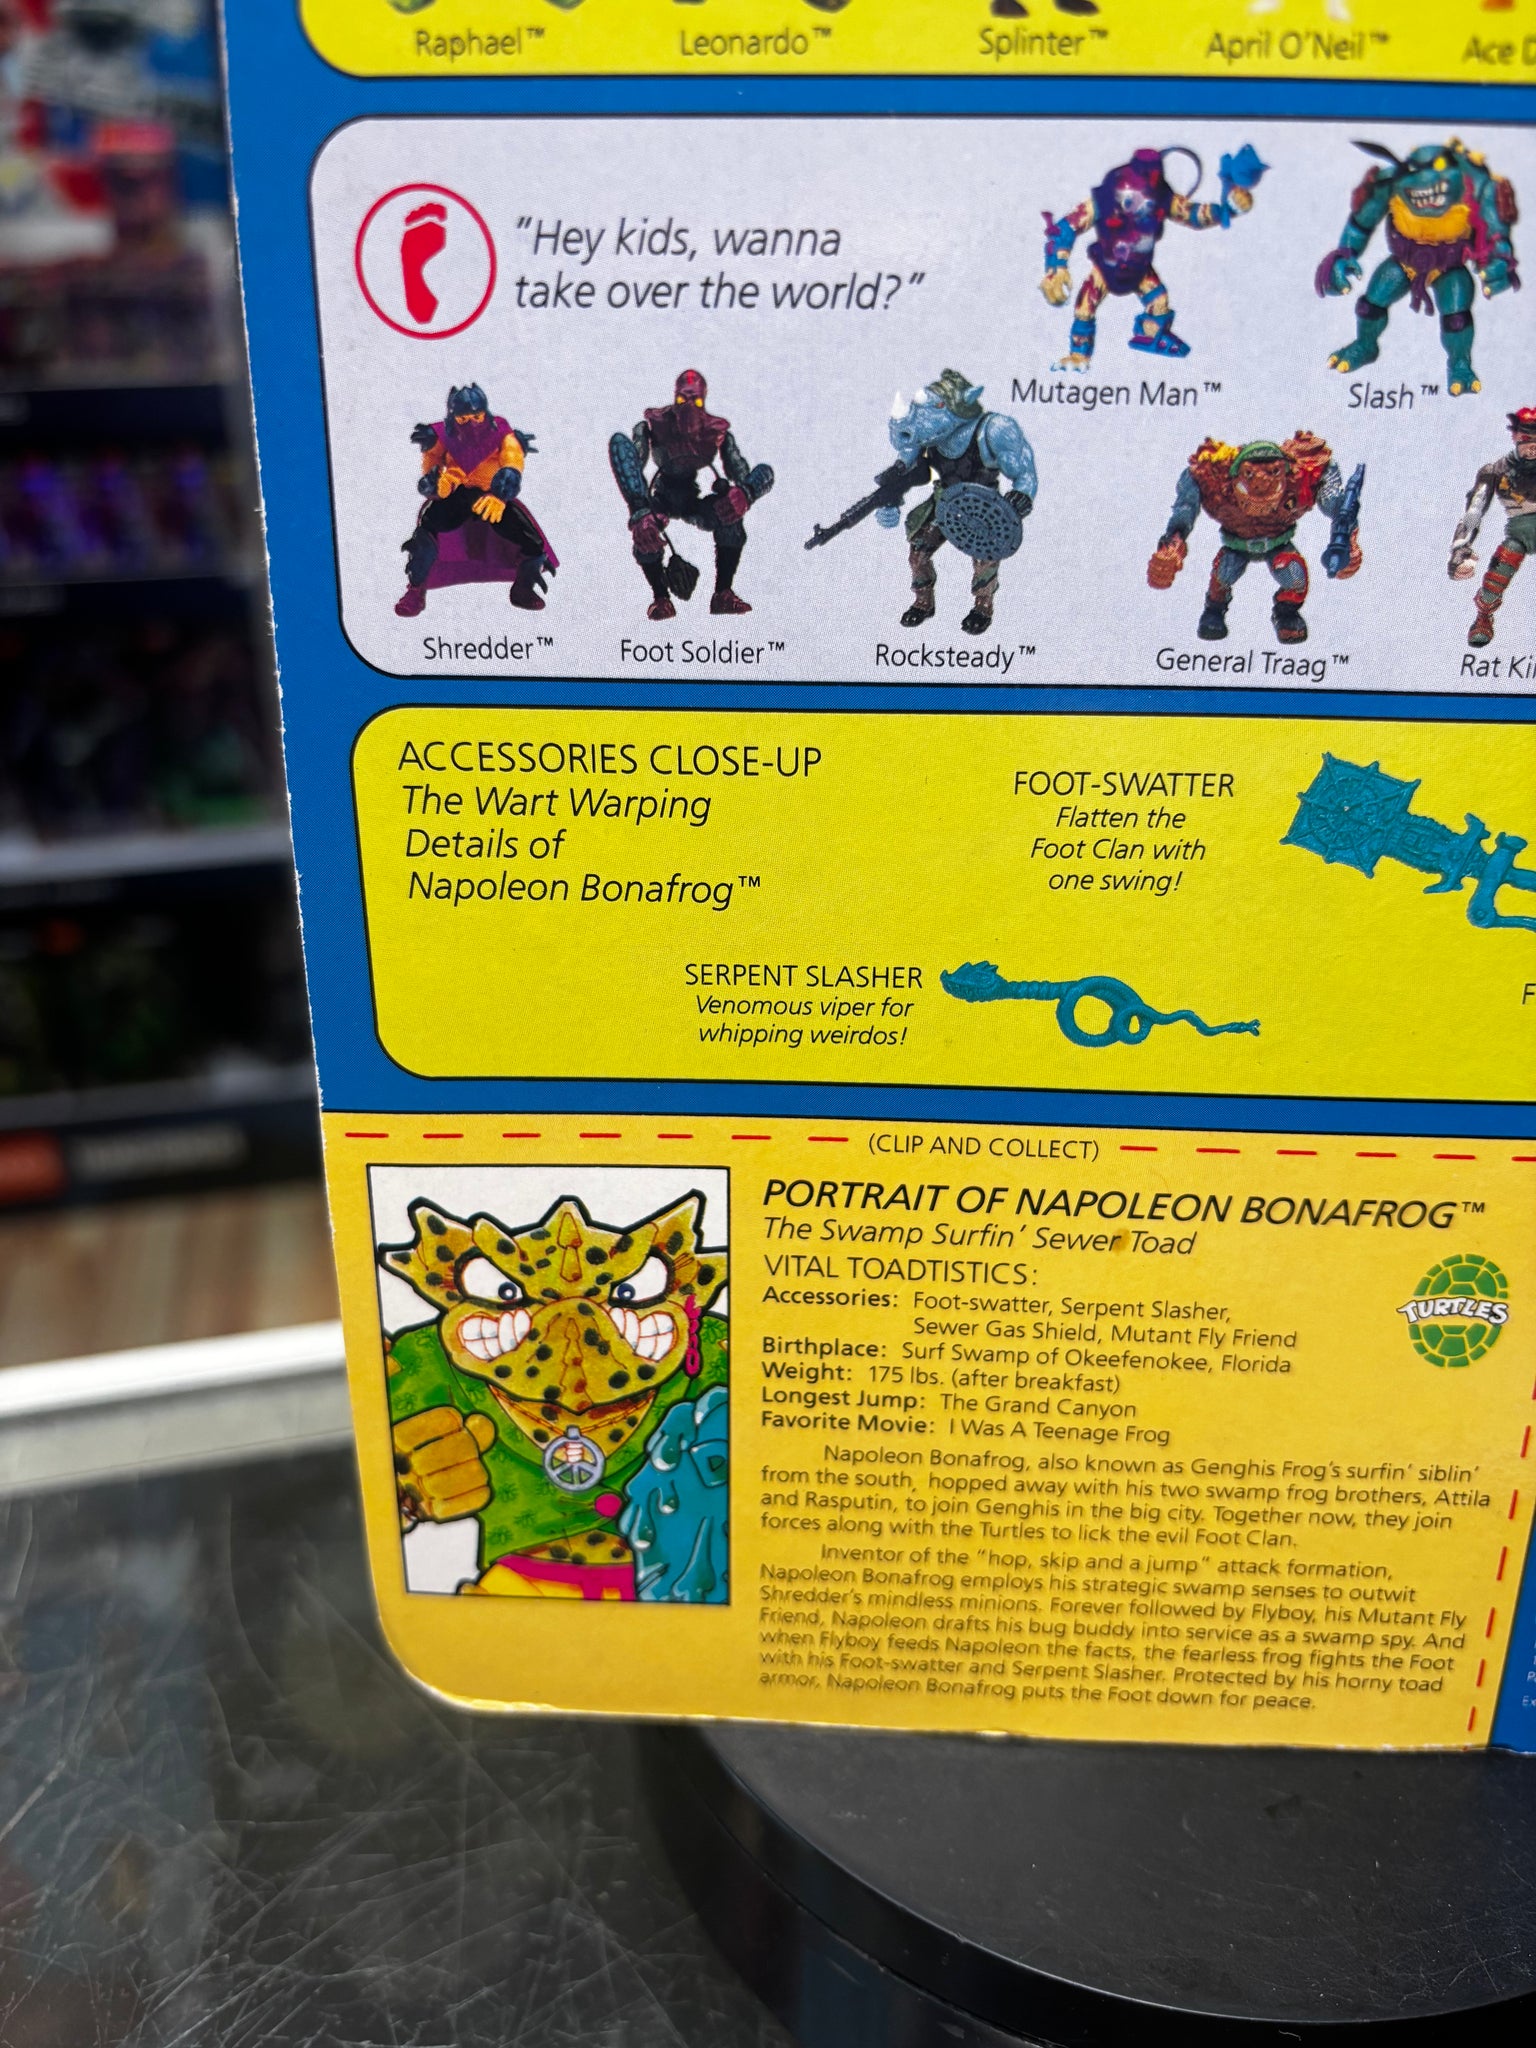 Raphael™ Leonardo™ Splinter™ April O'Neil™ Ace
"Hey kids, wanna
take over the world?"
Mutagen Man™ Slash™
Shredder™ Foot Soldier™ Rocksteady™ General Traag™ Rat
ACCESSORIES CLOSE-UP
The Wart Warping
Details of
Napoleon Bonafrog™
FOOT-SWATTER
Flatten the
Foot Clan with
one swing!
SERPENT SLASHER
Venomous viper for
whipping weirdos!
(CLIP AND COLLECT)
PORTRAIT OF NAPOLEON BONAFROG™
The Swamp Surfin' Sewer Toad
VITAL TOADTISTICS:
Accessories: Foot-swatter, Serpent Slasher,
Sewer Gas Shield, Mutant Fly Friend
Birthplace: Surf Swamp of Okeefenokee, Florida
Weight: 175 lbs. (after breakfast)
Longest Jump: The Grand Canyon
Favorite Movie: I Was A Teenage Frog
TURTLES
Napoleon Bonafrog, also known as Genghis Frog's surfin' siblin'
from the south, hopped away with his two swamp frog brothers, Attila
and Rasputin, to join Genghis in the big city. Together now, they join
forces along with the Turtles to lick the evil Foot Clan.
Inventor of the "hop, skip and a jump" attack formation,
Napoleon Bonafrog employs his strategic swamp senses to outwit
Shredder's mindless minions. Forever followed by Flyboy, his Mutant Fly
Friend, Napoleon drafts his bug buddy into service as a swamp spy. And
when Flyboy feeds Napoleon the facts, the fearless frog fights the Foot
with his Foot-swatter and Serpent Slasher. Protected by his horny toad
armor, Napoleon Bonafrog puts the Foot down for peace.